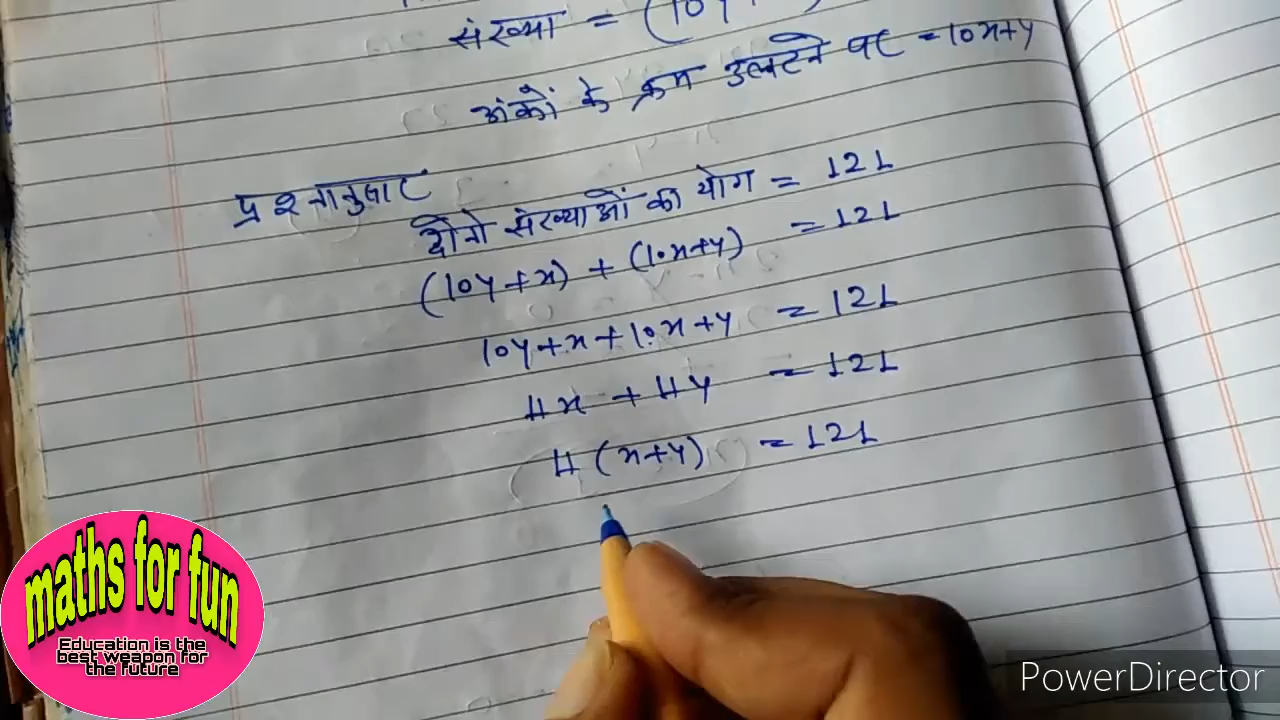 संख्या = (10y
अंकों के क्रम उलटने पर = 10x+y
प्रश्नानुसार
दोनो संख्याओं का योग = 121
(10y+x) + (10x+y) = 121
10y+x+10x+y = 121
11x + 11y = 121
11(x+y) = 121
maths for fun
Education is the
best weapon for
the future
PowerDirector